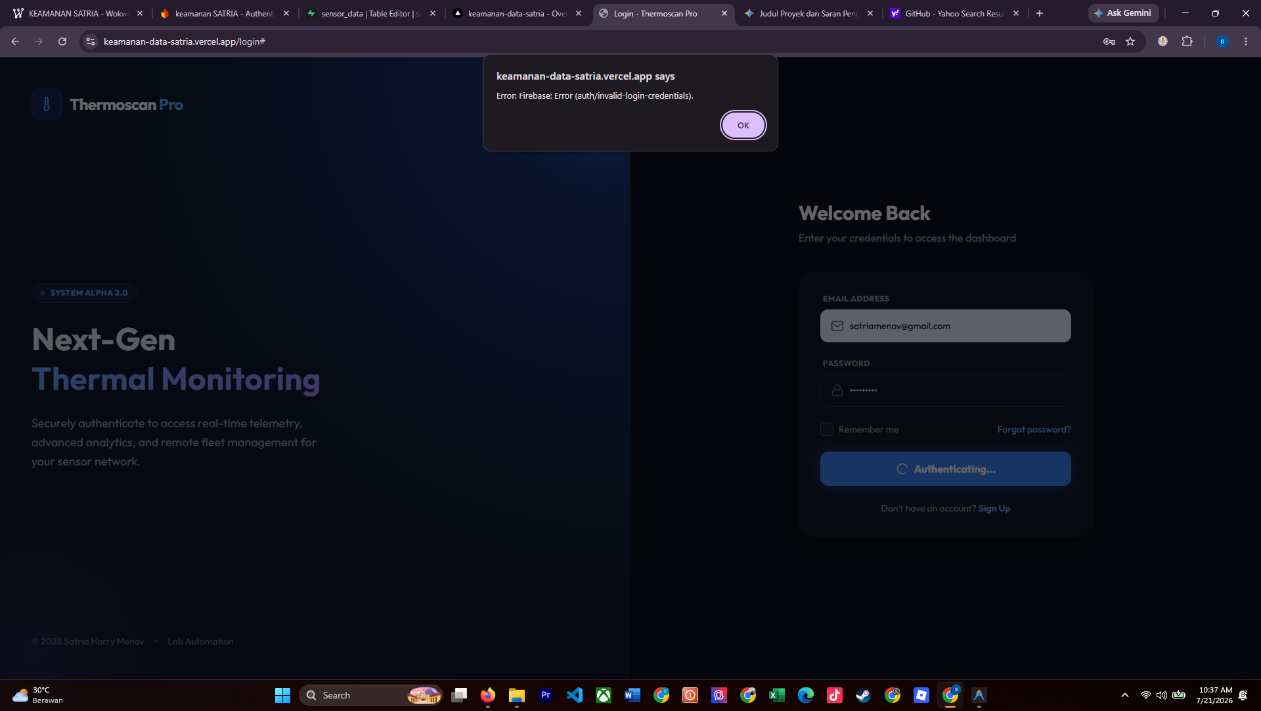 KEAMANAN SATRIA - Wokwi
keamanan SATRIA - Authenti
sensor_data | Table Editor | s
keamanan-data-satria - Ove
Login - Thermoscan Pro
Judul Proyek dan Saran Pen
GitHub - Yahoo Search Resu
Ask Gemini
keamanan-data-satria.vercel.app/login#
keamanan-data-satria.vercel.app says
Error: Firebase: Error (auth/invalid-login-credentials).
OK
Thermoscan Pro
SYSTEM ALPHA 2.0
Next-Gen
Thermal Monitoring
Securely authenticate to access real-time telemetry,
advanced analytics, and remote fleet management for
your sensor network.
© 2026 Satria Harry Menov • Lab Automation
Welcome Back
Enter your credentials to access the dashboard
EMAIL ADDRESS
satriamenov@gmail.com
PASSWORD
•••••••••
Remember me
Forgot password?
Authenticating...
Don't have an account? Sign Up
30°C
Berawan
Search
10:37 AM
7/21/2026